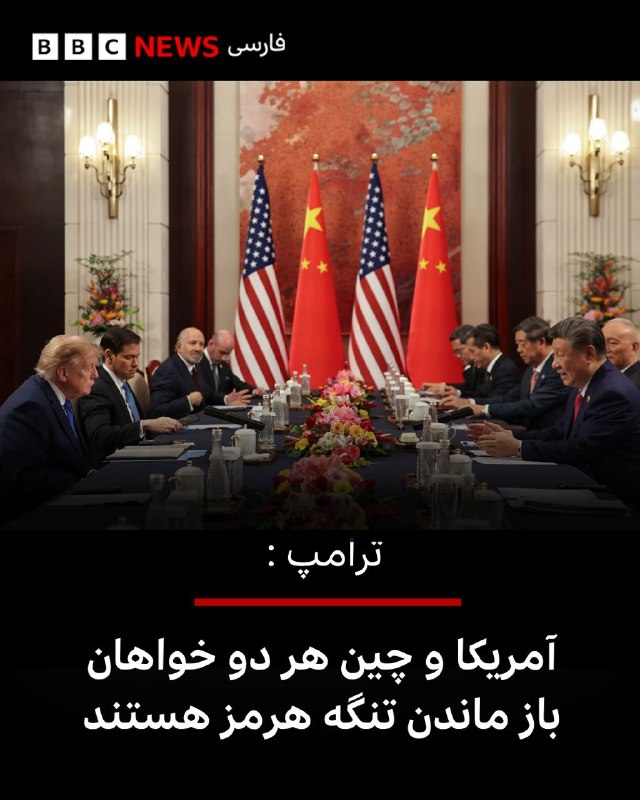 BBC NEWS فارسی
ترامپ :
آمریکا و چین هر دو خواهان
باز ماندن تنگه هرمز هستند